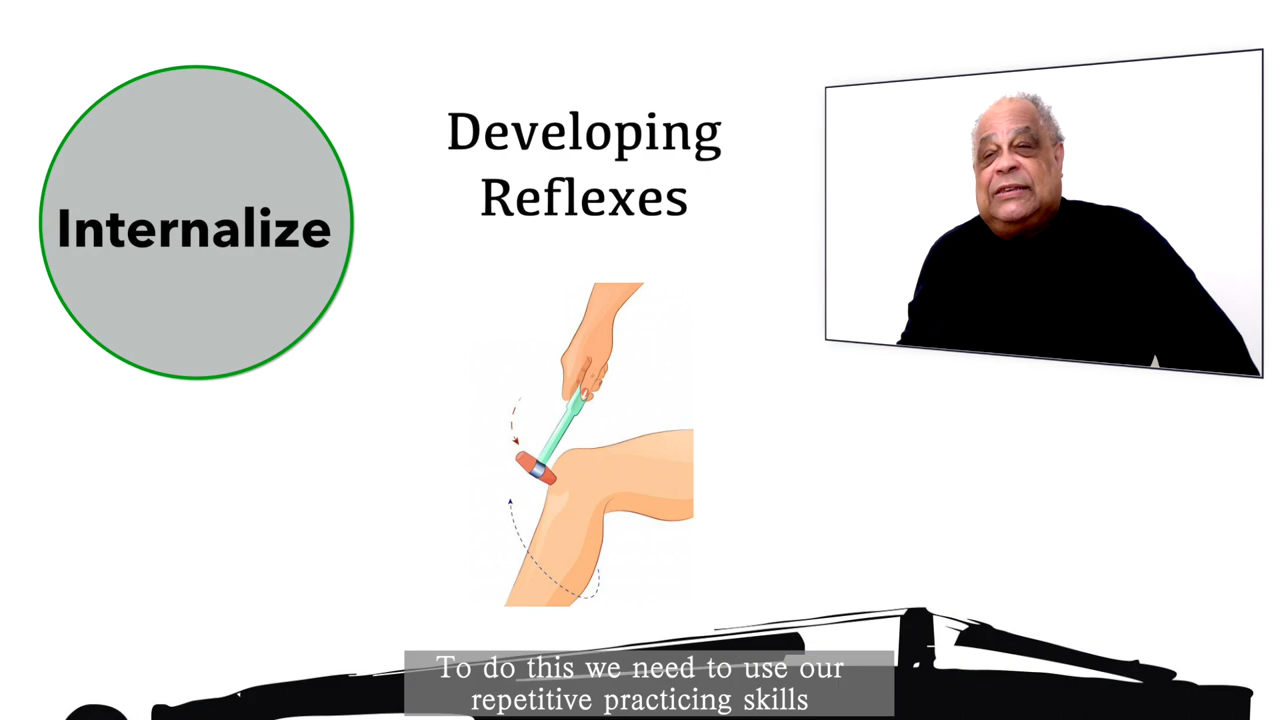 Internalize
Developing
Reflexes
To do this we need to use our
repetitive practicing skills